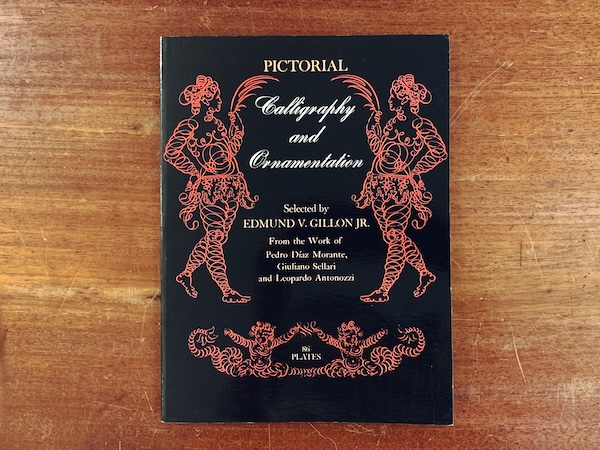 PICTORIAL
Calligraphy
and
Ornamentation
Selected by
EDMUND V. GILLON JR.
From the Work of
Pedro Díaz Morante,
Giuliano Sellari
and Leopardo Antonozzi
86
PLATES